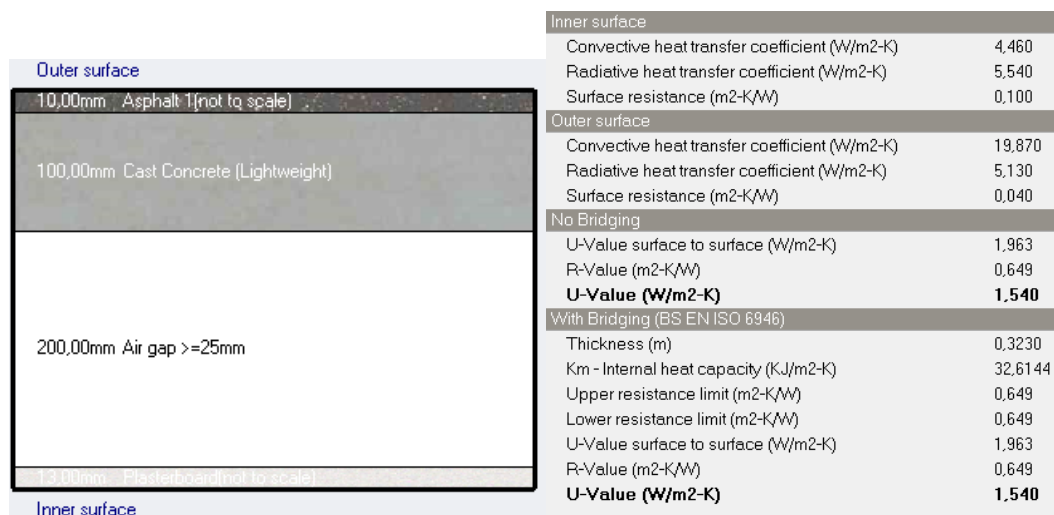 Outer surface
10,00mm Asphalt 1(not to scale)
100,00mm Cast Concrete (Lightweight)
200,00mm Air gap >=25mm
13,00mm Plasterboard(not to scale)
Inner surface
Inner surface
Convective heat transfer coefficient (W/m2-K) 4,460
Radiative heat transfer coefficient (W/m2-K) 5,540
Surface resistance (m2-K/W) 0,100
Outer surface
Convective heat transfer coefficient (W/m2-K) 19,870
Radiative heat transfer coefficient (W/m2-K) 5,130
Surface resistance (m2-K/W) 0,040
No Bridging
U-Value surface to surface (W/m2-K) 1,963
R-Value (m2-K/W) 0,649
U-Value (W/m2-K) 1,540
With Bridging (BS EN ISO 6946)
Thickness (m) 0,3230
Km - Internal heat capacity (KJ/m2-K) 32,6144
Upper resistance limit (m2-K/W) 0,649
Lower resistance limit (m2-K/W) 0,649
U-Value surface to surface (W/m2-K) 1,963
R-Value (m2-K/W) 0,649
U-Value (W/m2-K) 1,540